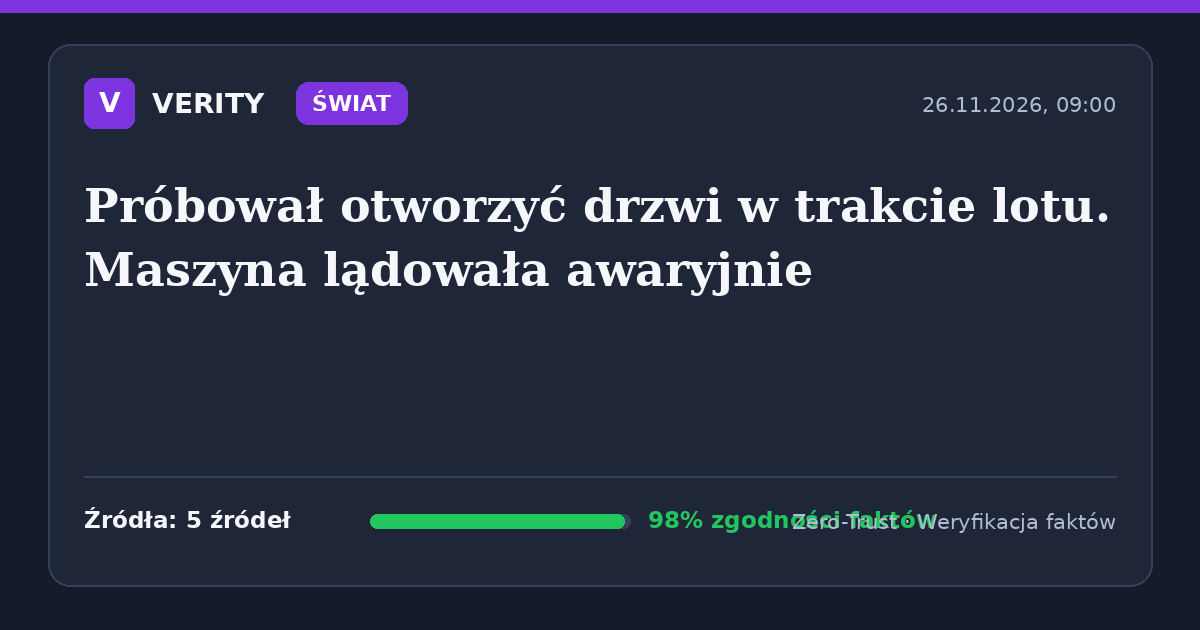 V VERITY ŚWIAT 26.11.2026, 09:00
Próbował otworzyć drzwi w trakcie lotu.
Maszyna lądowała awaryjnie
Źródła: 5 źródeł 98% zgodności faktów Zero-Trust · Weryfikacja faktów